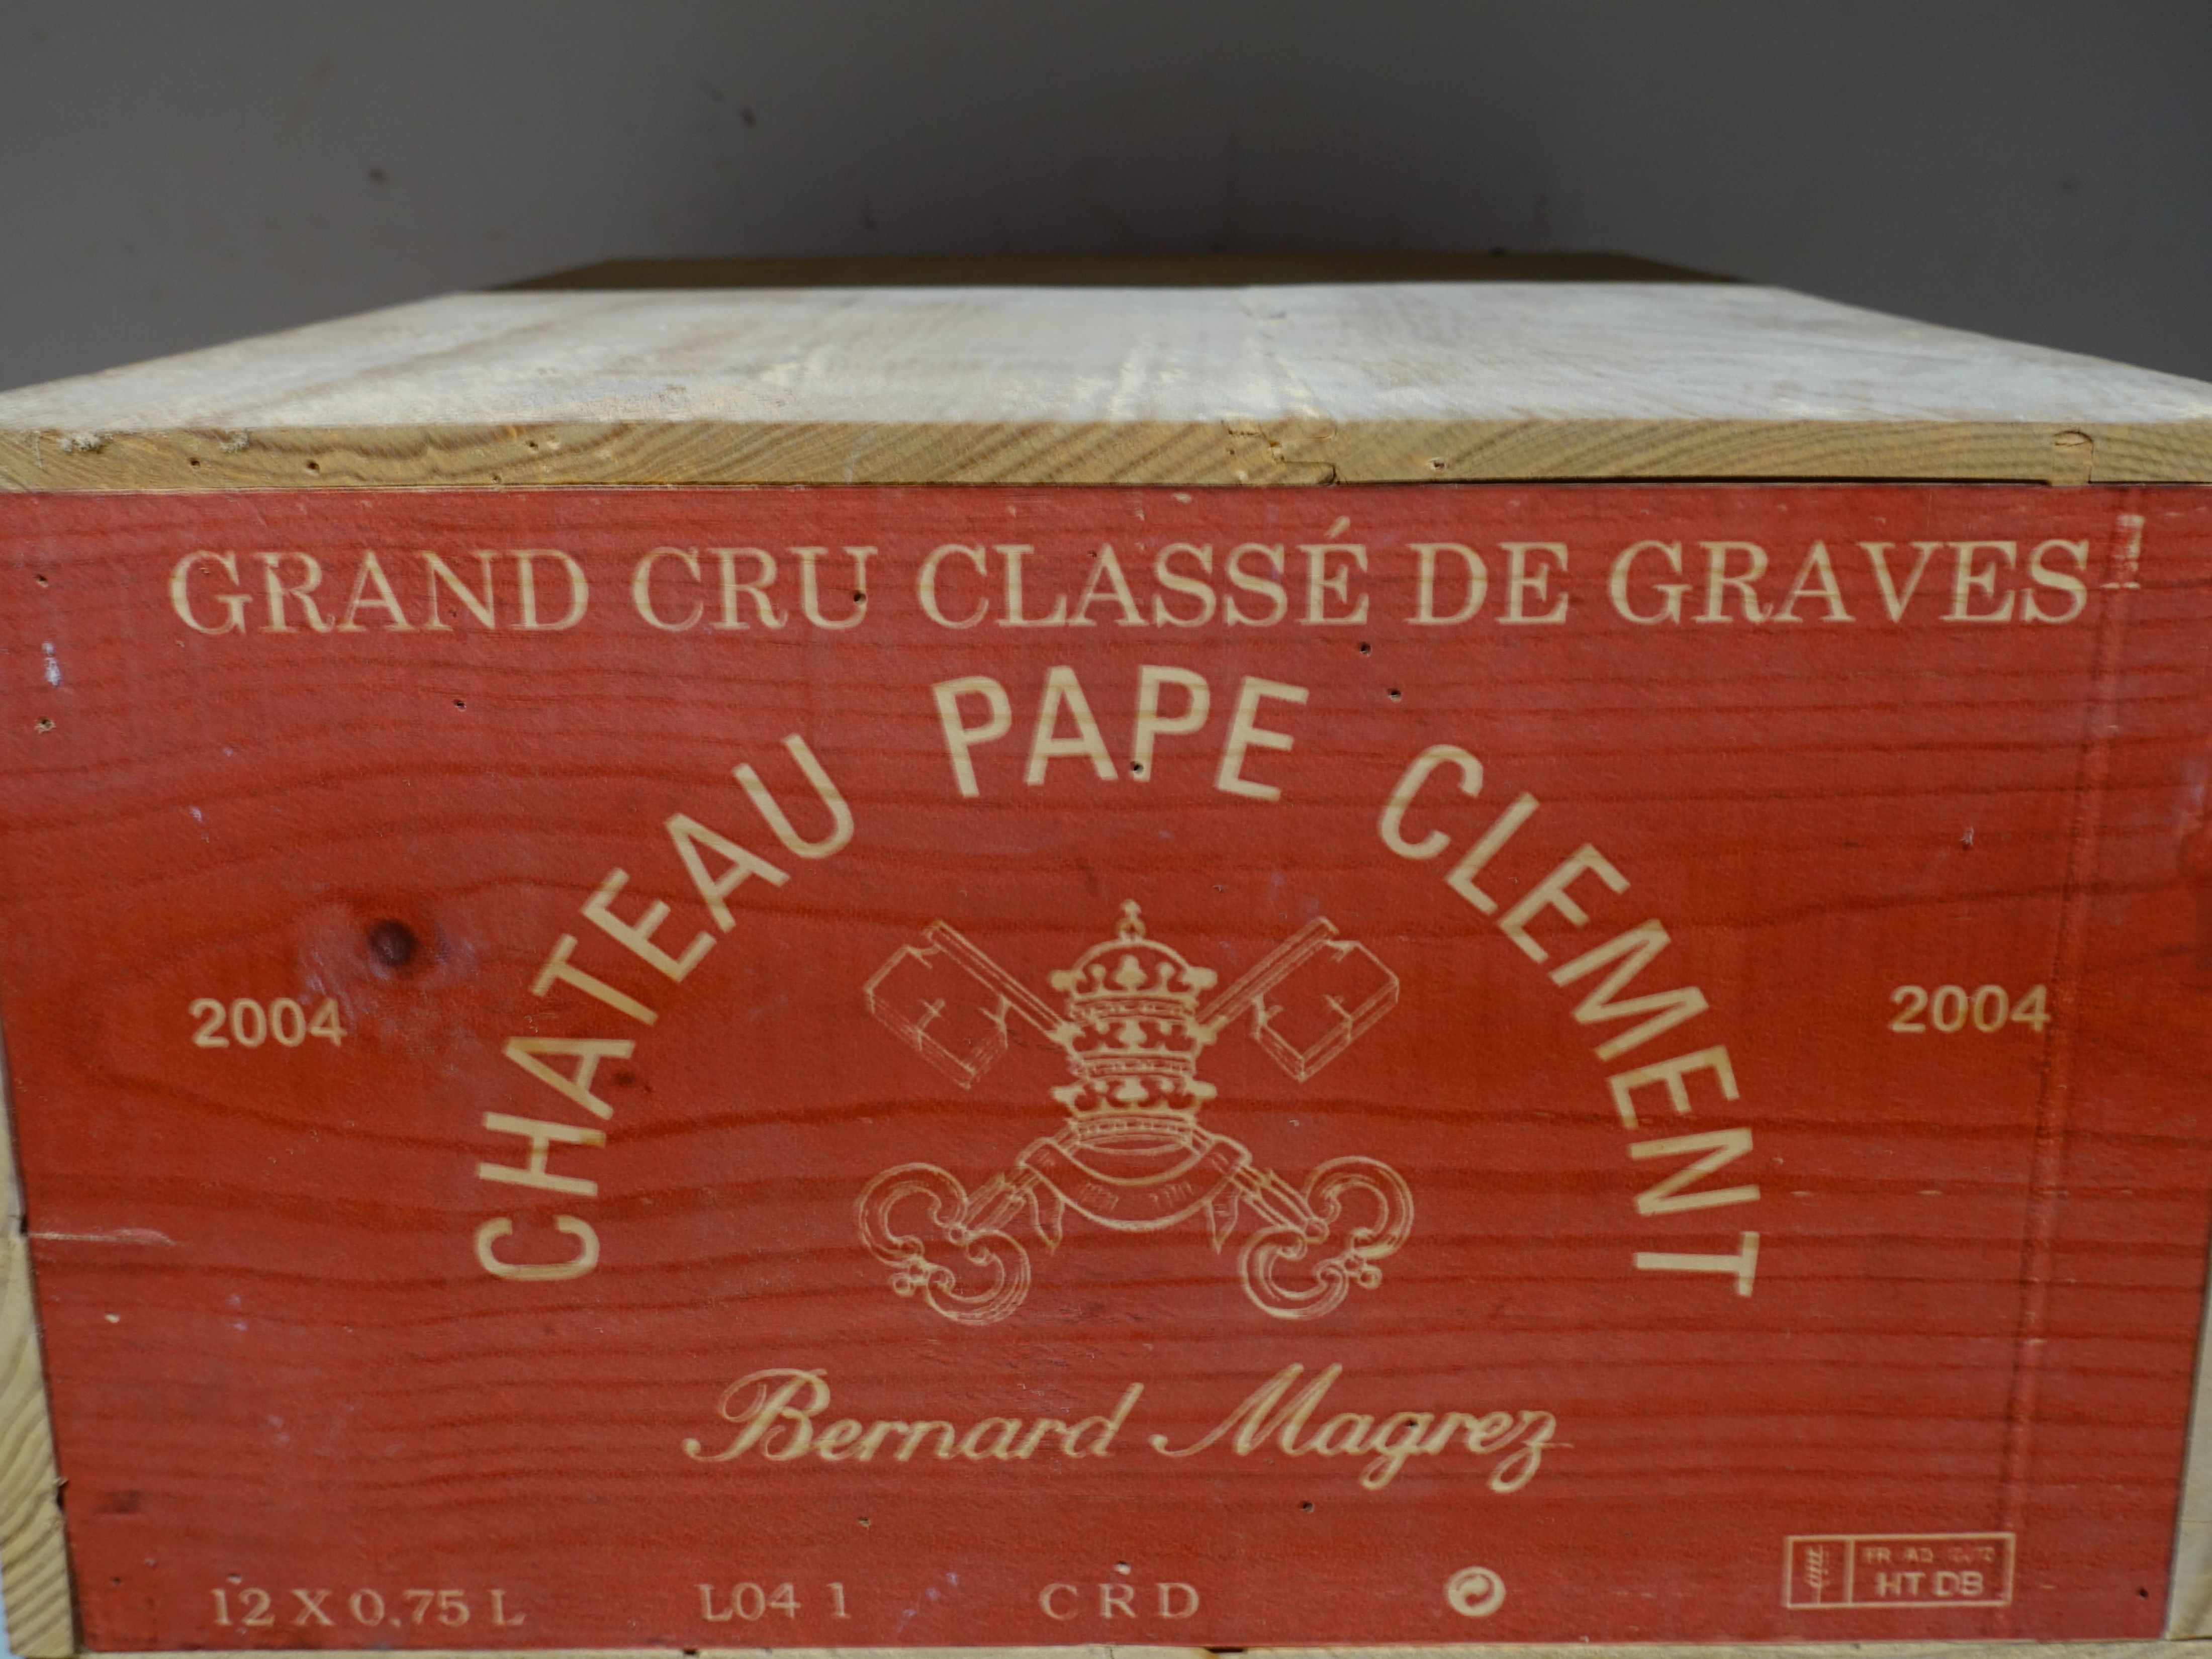 GRAND CRU CLASSÉ DE GRAVES
CHATEAU PAPE CLEMENT
2004
2004
Bernard Magrez
12 X 0,75 L
L04 1
C R D
FR
HT DB